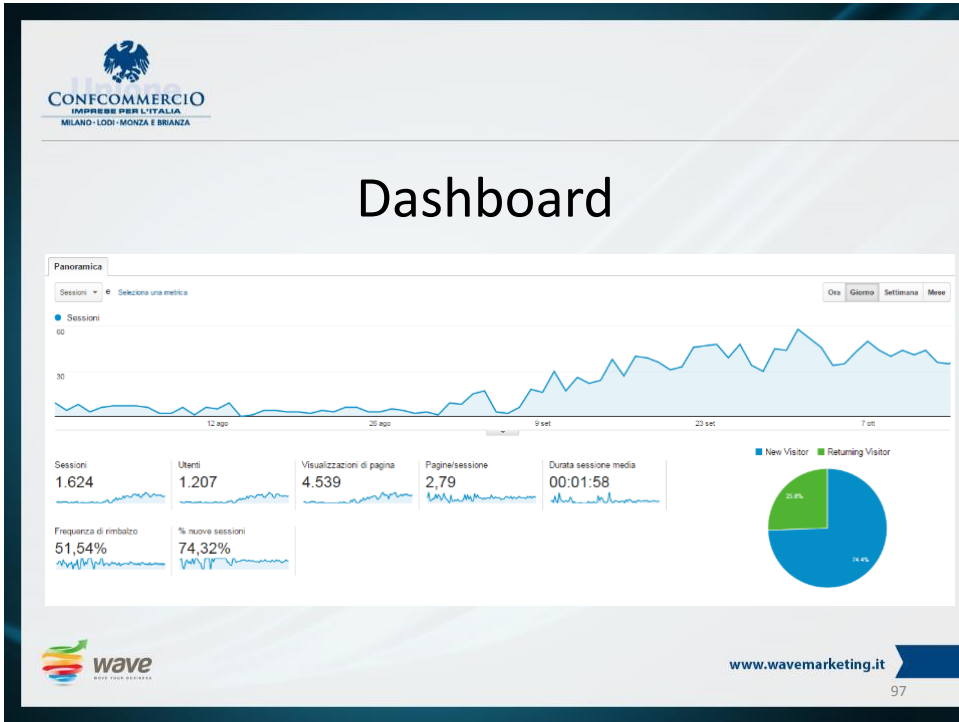 Unione
CONFCOMMERCIO
IMPRESE PER L'ITALIA
MILANO · LODI · MONZA E BRIANZA
Dashboard
Panoramica
Sessioni e Seleziona una metrica
Ora Giorno Settimana Mese
Sessioni
60
30
12 ago 26 ago 9 set 23 set 7 ott
New Visitor Returning Visitor
Sessioni Utenti Visualizzazioni di pagina Pagine/sessione Durata sessione media
1.624 1.207 4.539 2,79 00:01:58
25.6%
Frequenza di rimbalzo % nuove sessioni
51,54% 74,32%
74.4%
wave
MOVE YOUR BUSINESS
www.wavemarketing.it
97